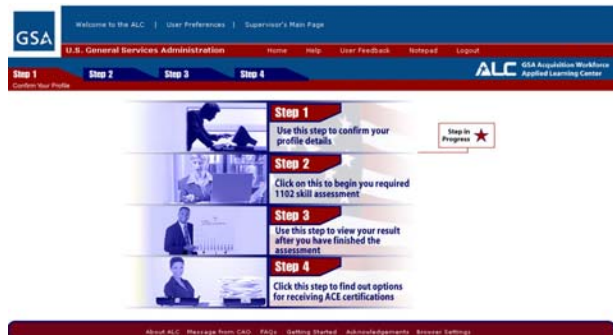 Welcome to the ALC | User Preferences | Supervisor's Main Page
GSA
U.S. General Services Administration
Home Help User Feedback Notepad Logout
Step 1 Step 2 Step 3 Step 4
Confirm Your Profile
ALC GSA Acquisition Workforce
Applied Learning Center
Step 1
Use this step to confirm your
profile details
Step in
Progress
Step 2
Click on this to begin you required
1102 skill assessment
Step 3
Use this step to view your result
after you have finished the
assessment
Step 4
Click this step to find out options
for receiving ACE certifications
About ALC Message from CAO FAQs Getting Started Acknowledgements Browser Settings